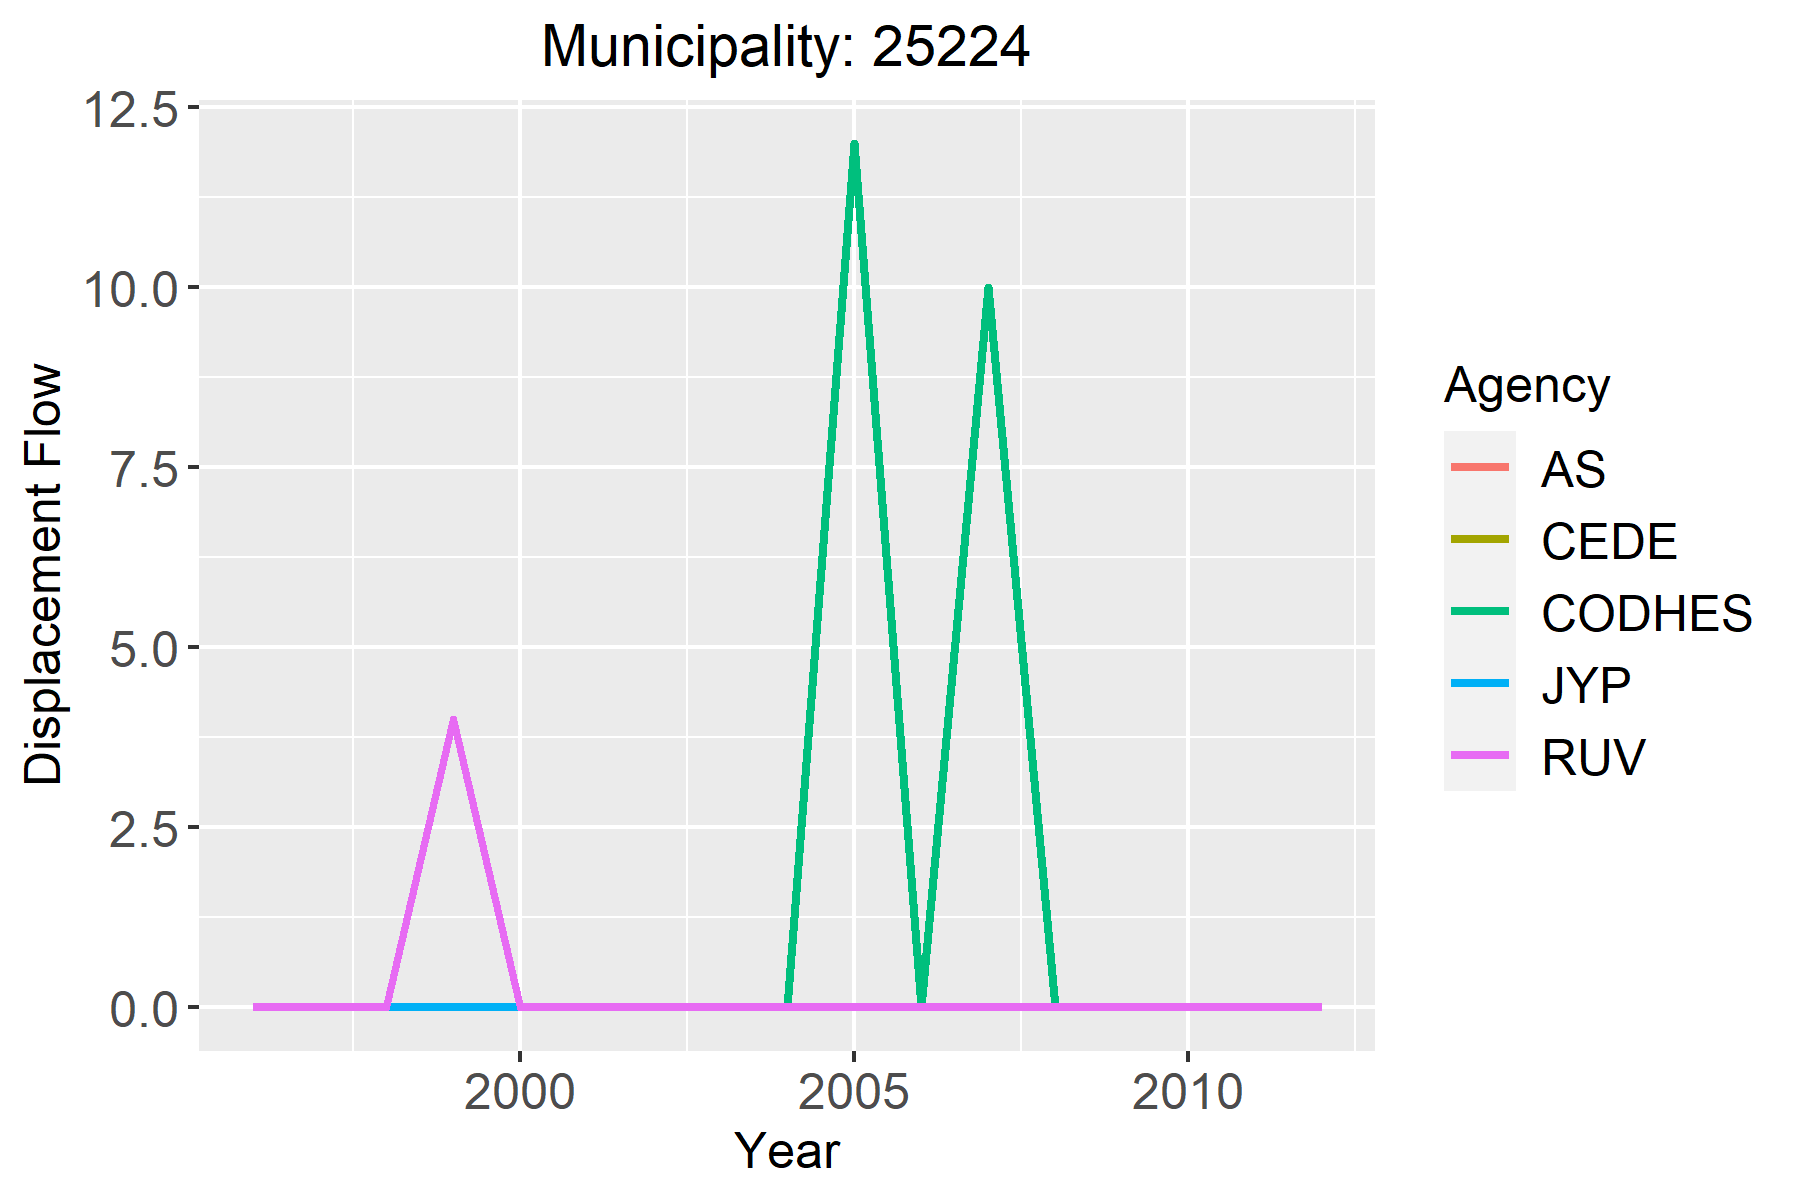 Municipality: 25224
12.5
10.0
7.5
5.0
2.5
0.0
Displacement Flow
2000 2005 2010
Year
Agency
AS
CEDE
CODHES
JYP
RUV